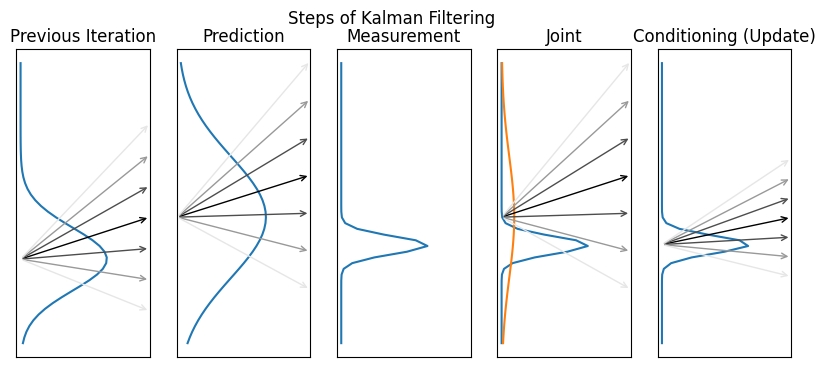 Steps of Kalman Filtering
Previous Iteration
Prediction
Measurement
Joint
Conditioning (Update)